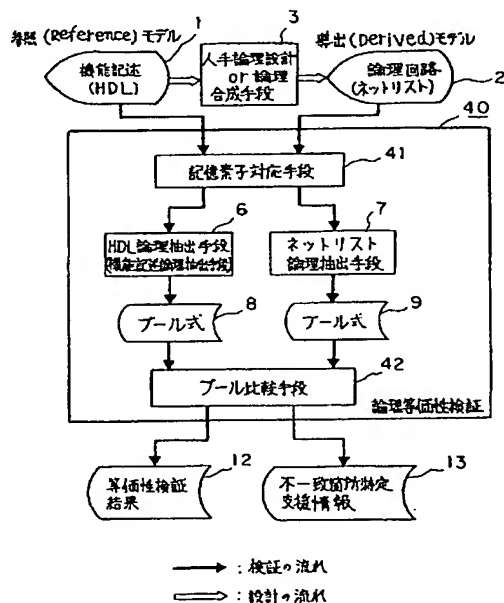 参照(Reference)モデル
1
3
導出(Derived)モデル
機能記述
(HDL)
人手論理設計
or 論理
合成手段
論理回路
(ネットリスト)
2
40
41
記憶素子対応手段
6
7
HDL論理抽出手段
(機能記述論理抽出手段)
ネットリスト
論理抽出手段
8
9
ブール式
ブール式
42
ブール比較手段
論理等価性検証
12
13
等価性検証
結果
不一致箇所特定
支援情報
:検証の流れ
:設計の流れ